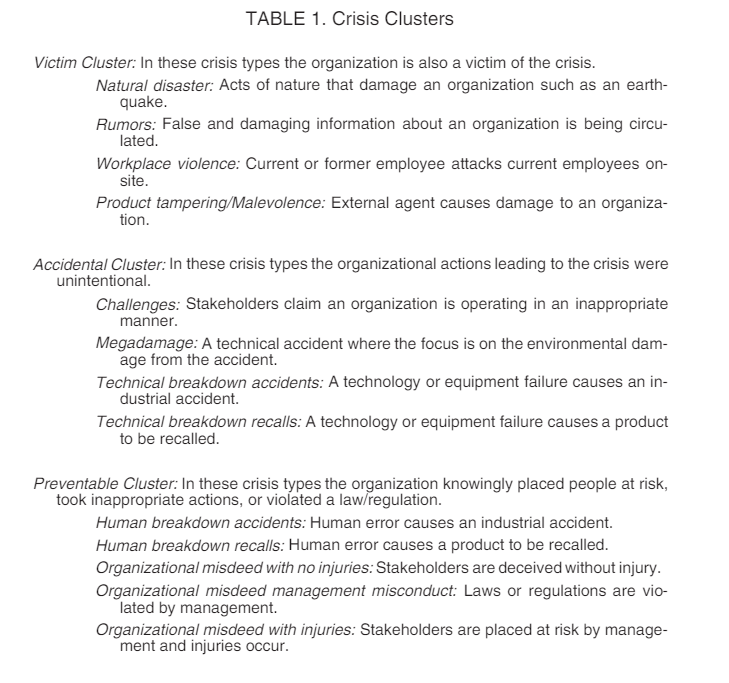 TABLE 1. Crisis Clusters
Victim Cluster: In these crisis types the organization is also a victim of the crisis.
Natural disaster: Acts of nature that damage an organization such as an earth-
quake.
Rumors: False and damaging information about an organization is being circu-
lated.
Workplace violence: Current or former employee attacks current employees on-
site.
Product tampering/Malevolence: External agent causes damage to an organiza-
tion.
Accidental Cluster: In these crisis types the organizational actions leading to the crisis were
unintentional.
Challenges: Stakeholders claim an organization is operating in an inappropriate
manner.
Megadamage: A technical accident where the focus is on the environmental dam-
age from the accident.
Technical breakdown accidents: A technology or equipment failure causes an in-
dustrial accident.
Technical breakdown recalls: A technology or equipment failure causes a product
to be recalled.
Preventable Cluster: In these crisis types the organization knowingly placed people at risk,
took inappropriate actions, or violated a law/regulation.
Human breakdown accidents: Human error causes an industrial accident.
Human breakdown recalls: Human error causes a product to be recalled.
Organizational misdeed with no injuries: Stakeholders are deceived without injury.
Organizational misdeed management misconduct: Laws or regulations are vio-
lated by management.
Organizational misdeed with injuries: Stakeholders are placed at risk by manage-
ment and injuries occur.